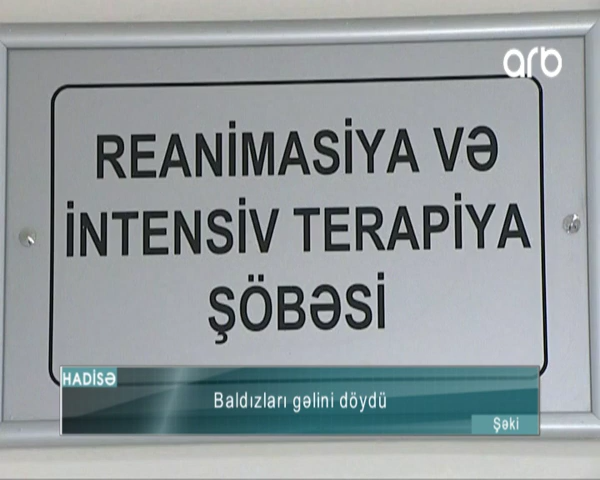 arb
REANİMASİYA VƏ
İNTENSİV TERAPİYA
ŞÖBƏSİ
HADİSƏ
Baldızları gəlini döydü
Şəki